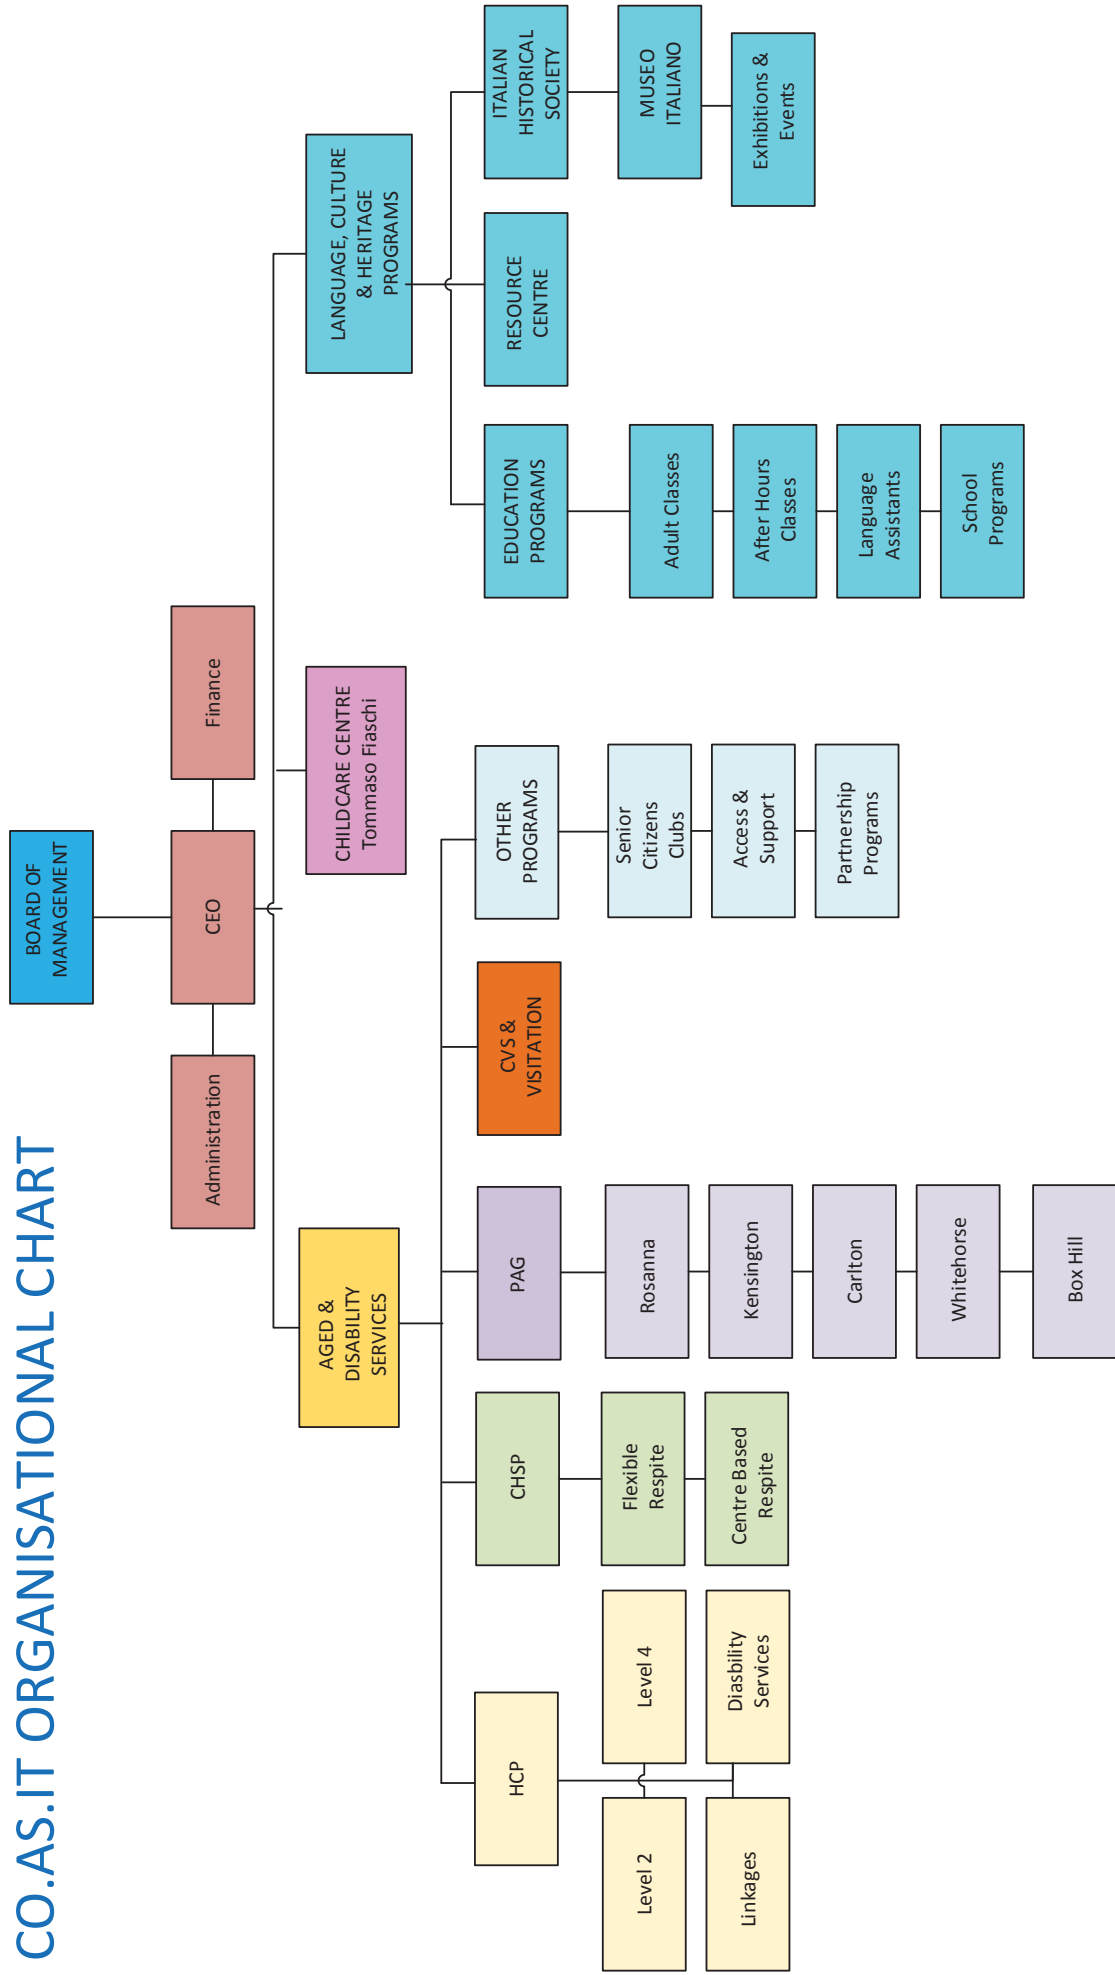 CO.AS.IT ORGANISATIONAL CHART
BOARD OF
MANAGEMENT
Administration
CEO
Finance
AGED &
DISABILITY
SERVICES
CHILDCARE CENTRE
Tommaso Fiaschi
LANGUAGE, CULTURE
& HERITAGE
PROGRAMS
HCP
Level 2
Level 4
Linkages
Diasbility
Services
CHSP
Flexible
Respite
Centre Based
Respite
PAG
Rosanna
Kensington
Carlton
Whitehorse
Box Hill
CVS &
VISITATION
OTHER
PROGRAMS
Senior
Citizens
Clubs
Access &
Support
Partnership
Programs
EDUCATION
PROGRAMS
Adult Classes
After Hours
Classes
Language
Assistants
School
Programs
RESOURCE
CENTRE
ITALIAN
HISTORICAL
SOCIETY
MUSEO
ITALIANO
Exhibitions &
Events